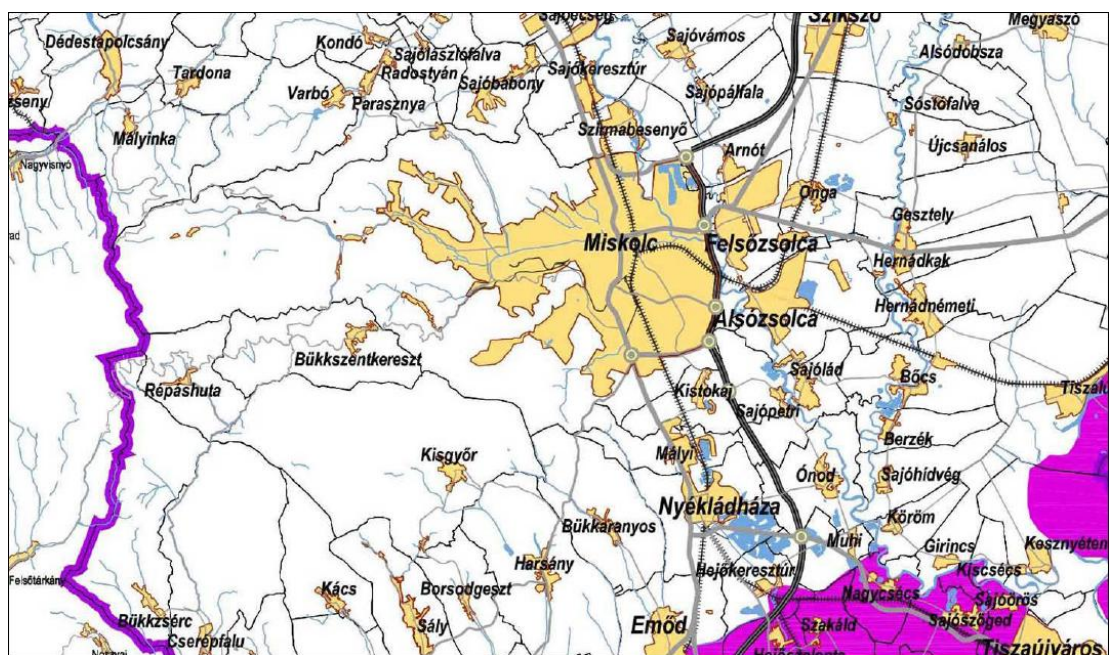 Sajóecseg
Szikszó
Megyaszó
Dédestapolcsány
Kondó
Sajólászlófalva
Sajóvámos
Alsódobsza
Tardona
Radostyán
Sajókeresztúr
Varbó
Parasznya
Sajóbábony
Sajópálfala
Sóstófalva
Mályinka
Szirmabesenyő
Újcsanálos
Nagyvisnyó
Arnót
Onga
Gesztely
Miskolc
Felsőzsolca
Hernádkak
Hernádnémeti
Alsózsolca
Bükkszentkereszt
Répáshuta
Kistokaj
Sajólád
Bőcs
Sajópetri
Berzék
Kisgyőr
Mályi
Ónod
Sajóhídvég
Nyékládháza
Köröm
Bükkaranyos
Muhi
Girincs
Kesznyéten
Harsány
Kiscsécs
Felsőtárkány
Hejőkeresztúr
Nagycsécs
Kács
Borsodgeszt
Sajóörös
Bükkzsérc
Sajószöged
Cserépfalu
Sály
Emőd
Szakáld
Tiszaújváros